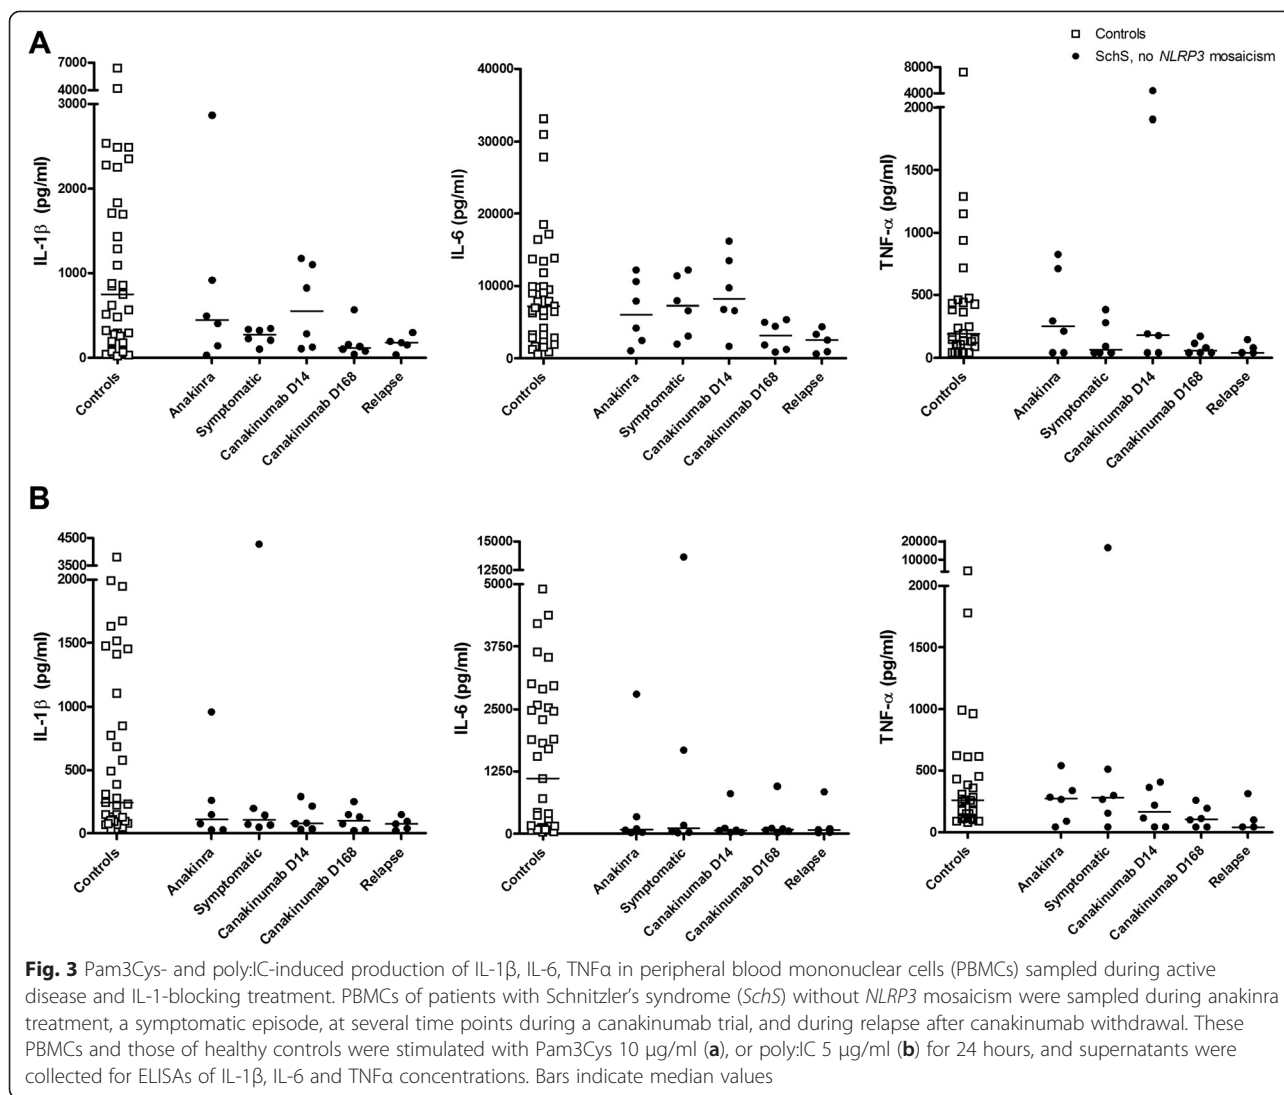 A
□ Controls
● SchS, no NLRP3 mosaicism
7000
6000
5000
4000
3000
2000
1000
0
IL-1β (pg/ml)
Controls
Anakinra
Symptomatic
Canakinumab D14
Canakinumab D168
Relapse
40000
30000
20000
10000
0
IL-6 (pg/ml)
Controls
Anakinra
Symptomatic
Canakinumab D14
Canakinumab D168
Relapse
8000
6000
4000
2000
1500
1000
500
0
TNF-α (pg/ml)
Controls
Anakinra
Symptomatic
Canakinumab D14
Canakinumab D168
Relapse
B
4500
3500
2000
1500
1000
500
0
IL-1β (pg/ml)
Controls
Anakinra
Symptomatic
Canakinumab D14
Canakinumab D168
Relapse
15000
12500
5000
3750
2500
1250
0
IL-6 (pg/ml)
Controls
Anakinra
Symptomatic
Canakinumab D14
Canakinumab D168
Relapse
20000
10000
2000
1500
1000
500
0
TNF-α (pg/ml)
Controls
Anakinra
Symptomatic
Canakinumab D14
Canakinumab D168
Relapse
Fig. 3 Pam3Cys- and poly:IC-induced production of IL-1β, IL-6, TNFα in peripheral blood mononuclear cells (PBMCs) sampled during active
disease and IL-1-blocking treatment. PBMCs of patients with Schnitzler's syndrome (SchS) without NLRP3 mosaicism were sampled during anakinra
treatment, a symptomatic episode, at several time points during a canakinumab trial, and during relapse after canakinumab withdrawal. These
PBMCs and those of healthy controls were stimulated with Pam3Cys 10 μg/ml (a), or poly:IC 5 μg/ml (b) for 24 hours, and supernatants were
collected for ELISAs of IL-1β, IL-6 and TNFα concentrations. Bars indicate median values